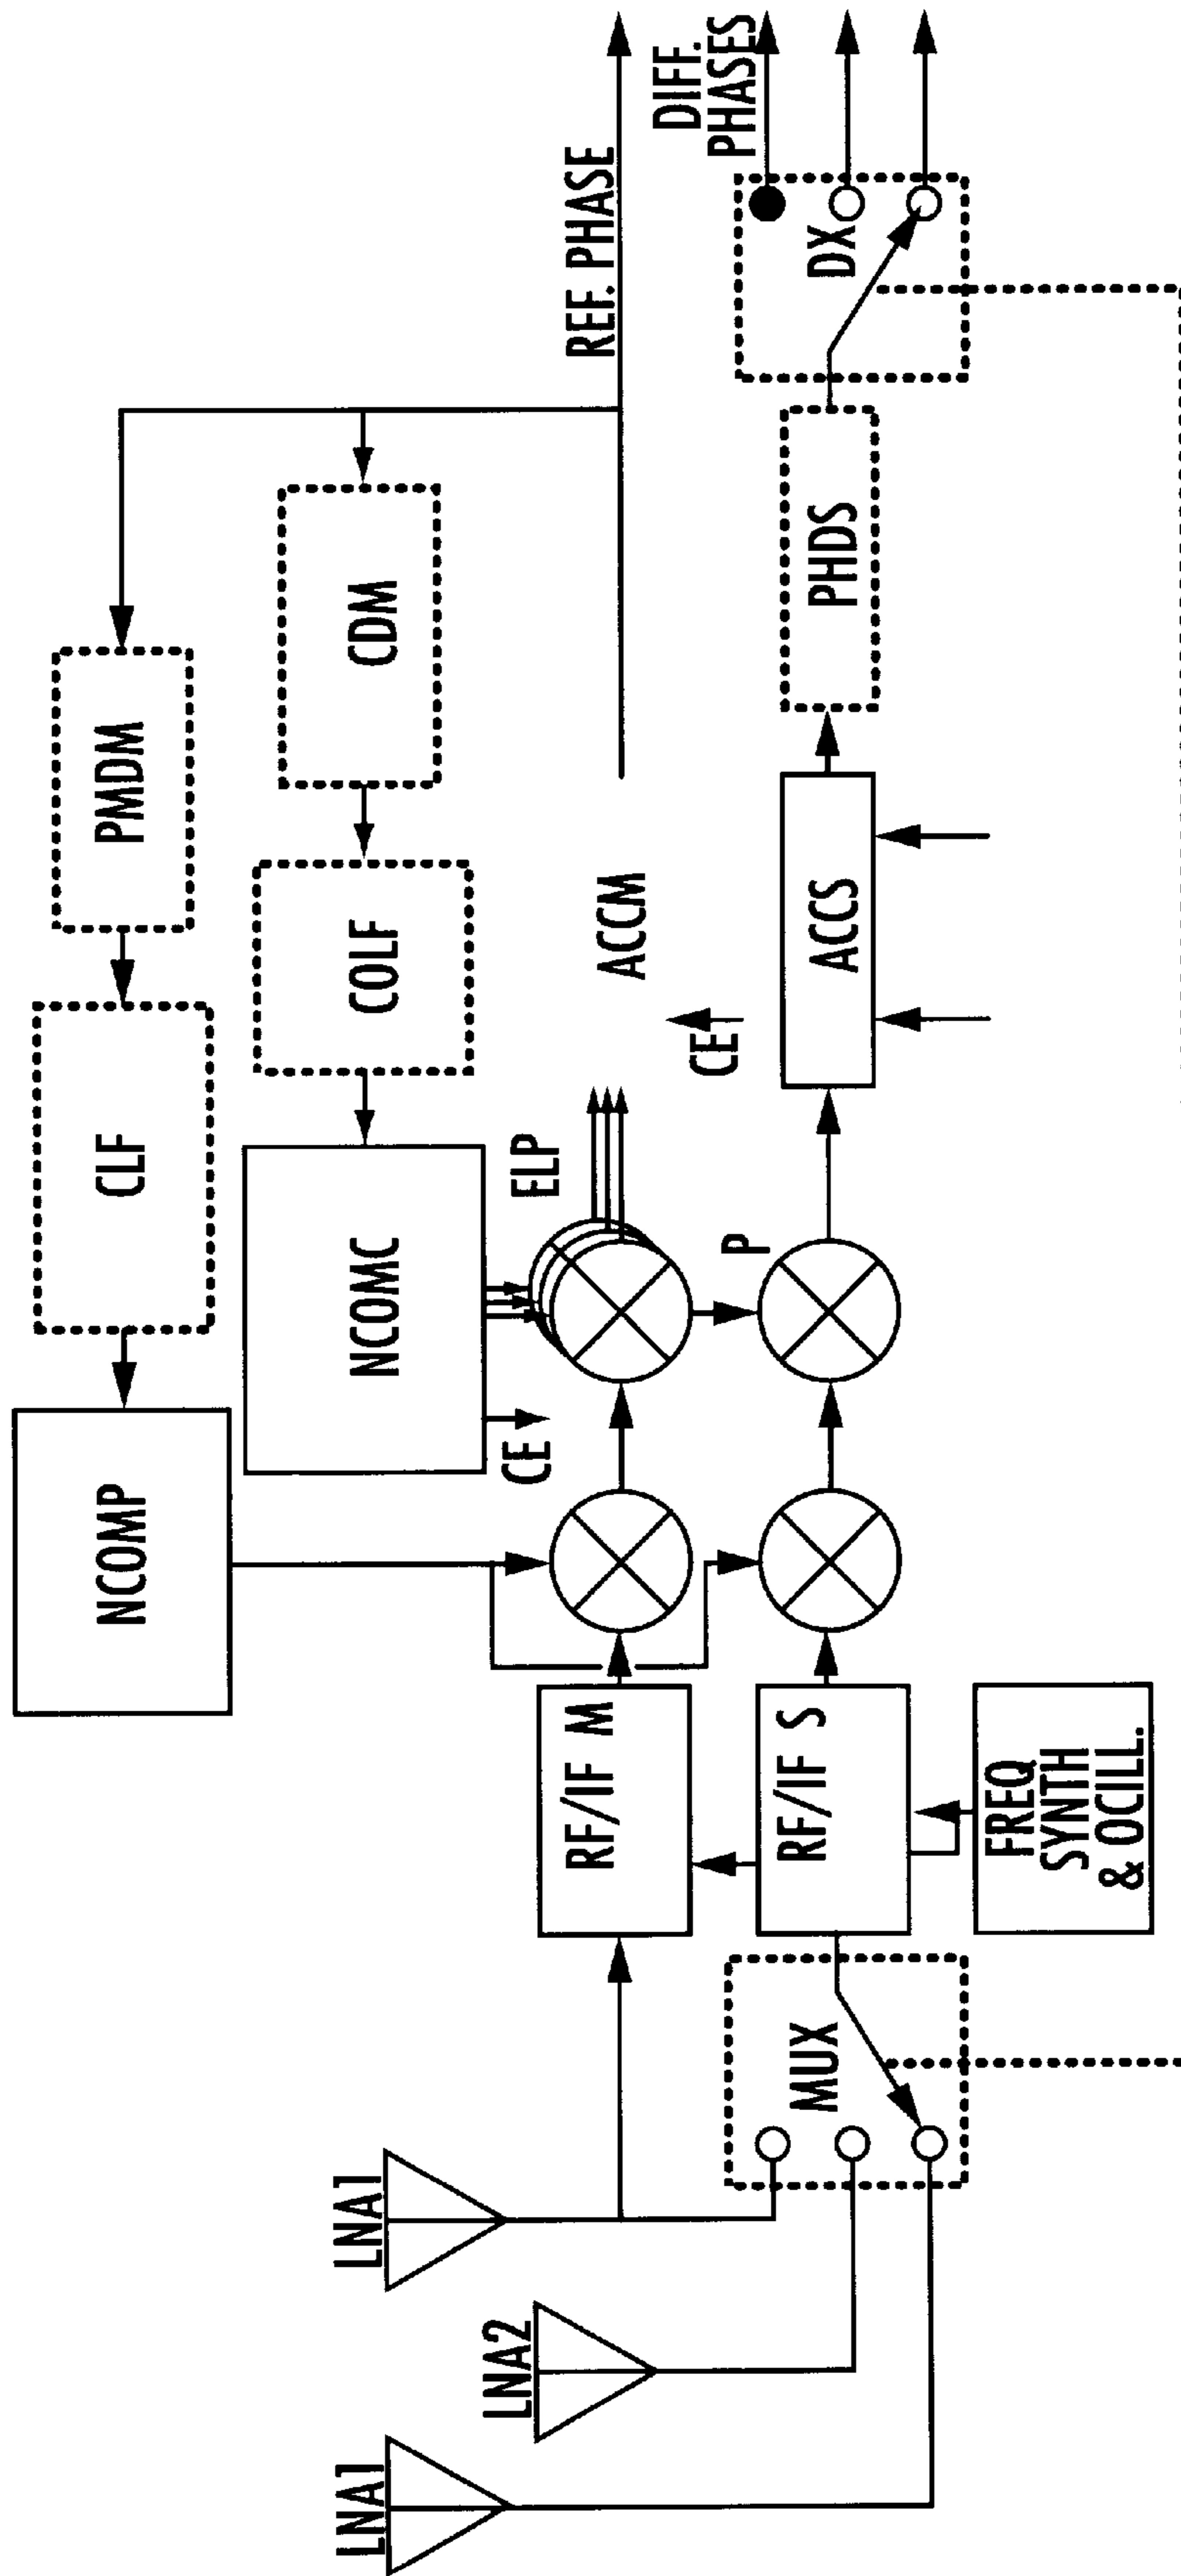 NCOMP
CLF
PMDM
NCOMC
COLF
CDM
CE
ELP
LNA1
LNA2
LNA1
RF/IF M
ACCM
REF. PHASE
CE
P
MUX
RF/IF S
ACCS
PHDS
DX
DIFF.
PHASES
FREQ
SYNTH
& OCILL.